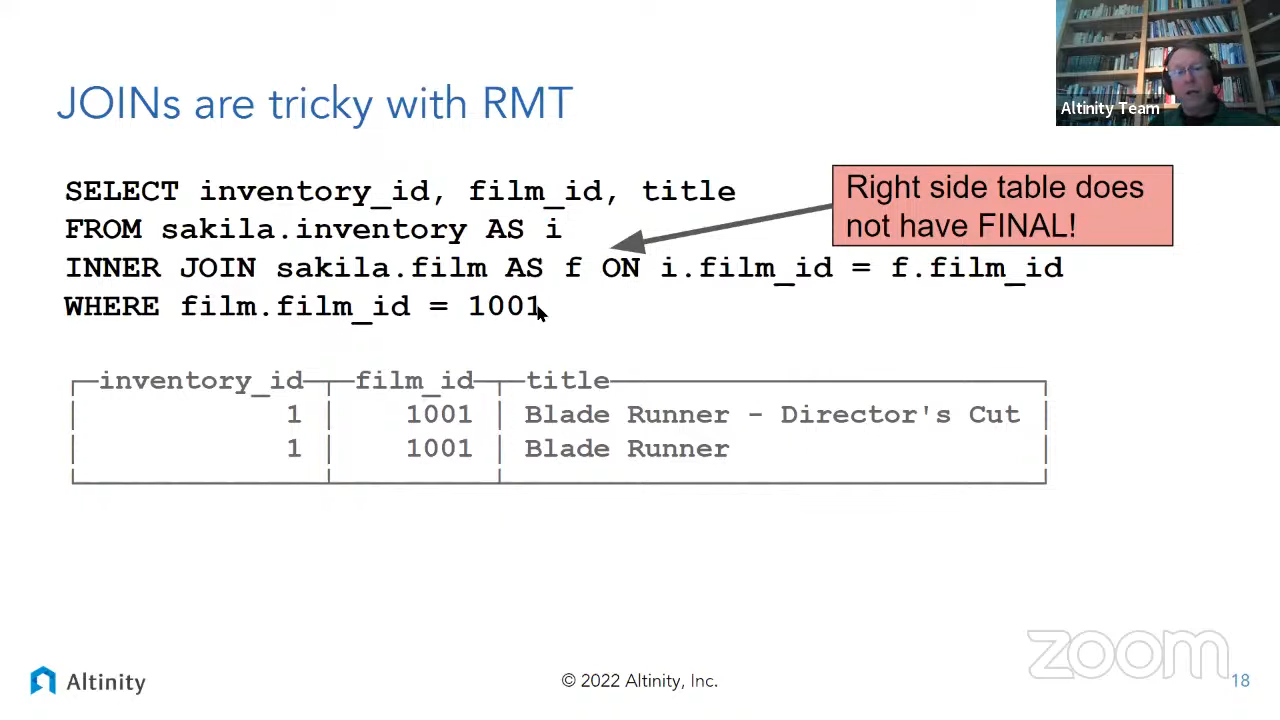 JOINs are tricky with RMT
Altinity Team
SELECT inventory_id, film_id, title
FROM sakila.inventory AS i
INNER JOIN sakila.film AS f ON i.film_id = f.film_id
WHERE film.film_id = 1001
Right side table does
not have FINAL!
inventory_id film_id title
1 1001 Blade Runner - Director's Cut
1 1001 Blade Runner
zoom
Altinity
© 2022 Altinity, Inc.
18